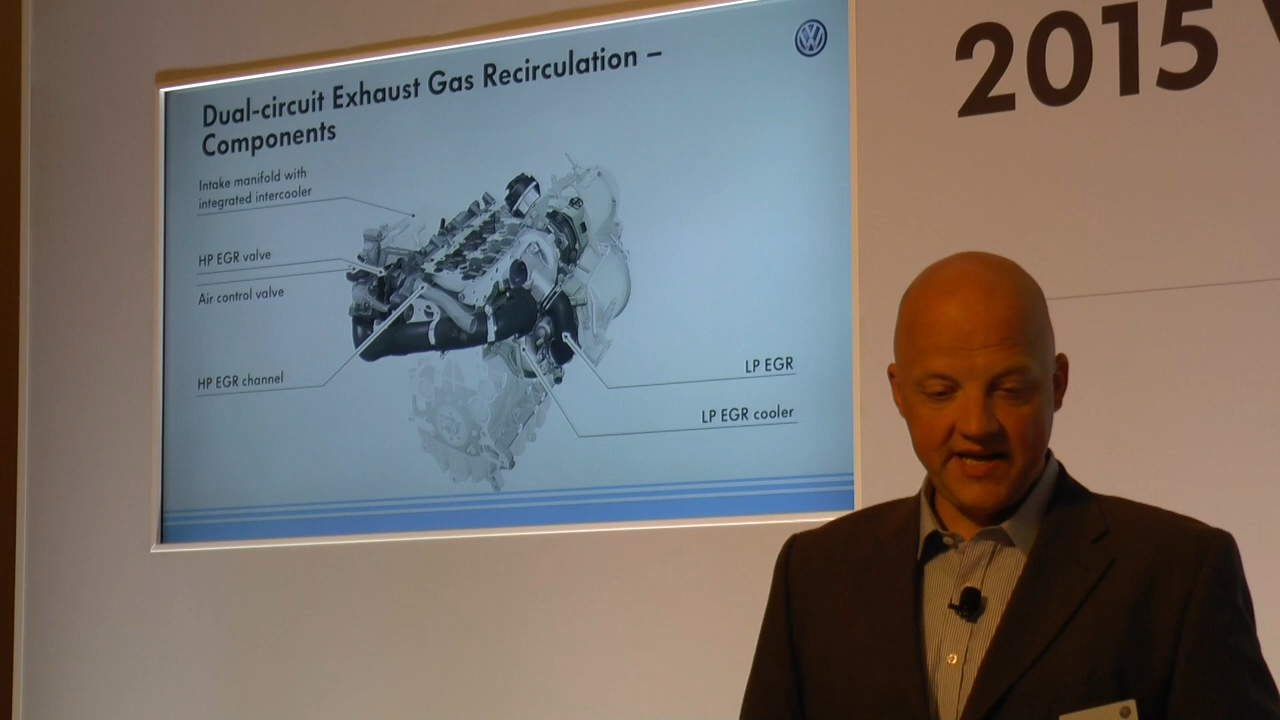 Dual-circuit Exhaust Gas Recirculation –
Components
Intake manifold with
integrated intercooler
HP EGR valve
Air control valve
HP EGR channel
LP EGR
LP EGR cooler
2015